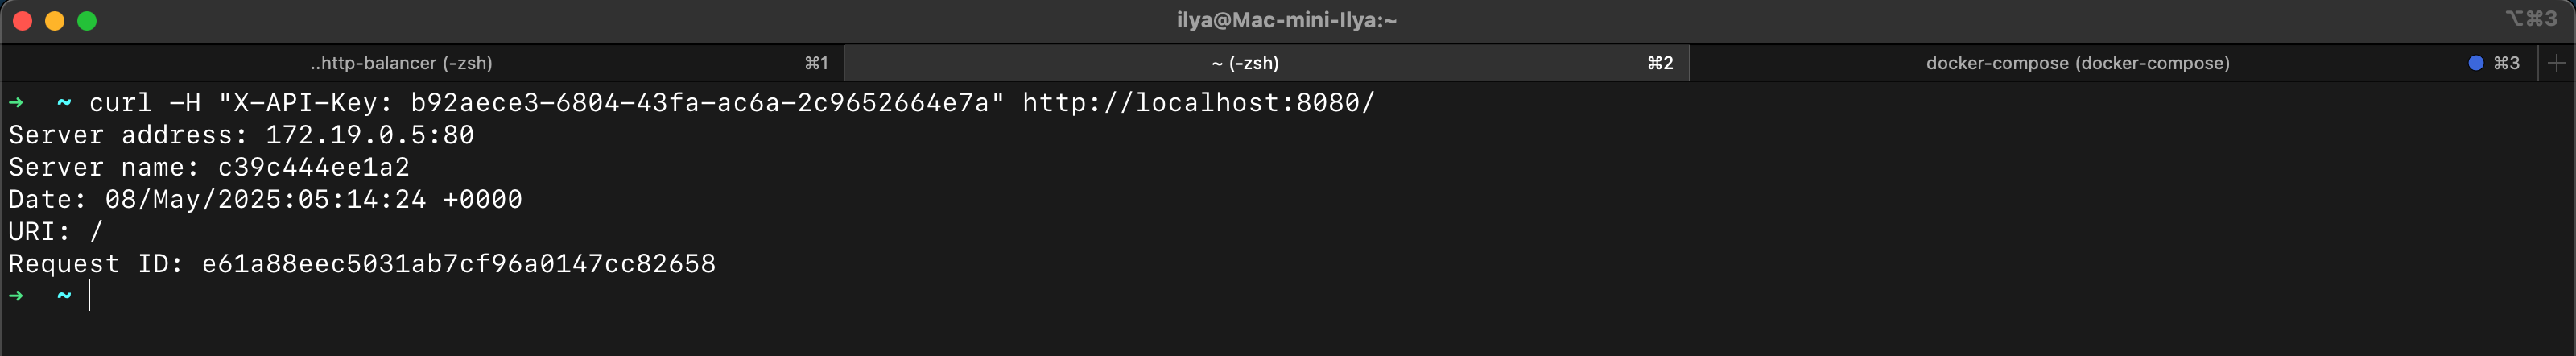 ilya@Mac-mini-Ilya:~
⌥⌘3
..http-balancer (-zsh) ⌘1
~ (-zsh) ⌘2
docker-compose (docker-compose) ⌘3
→ ~ curl -H "X-API-Key: b92aece3-6804-43fa-ac6a-2c9652664e7a" http://localhost:8080/
Server address: 172.19.0.5:80
Server name: c39c444ee1a2
Date: 08/May/2025:05:14:24 +0000
URI: /
Request ID: e61a88eec5031ab7cf96a0147cc82658
→ ~